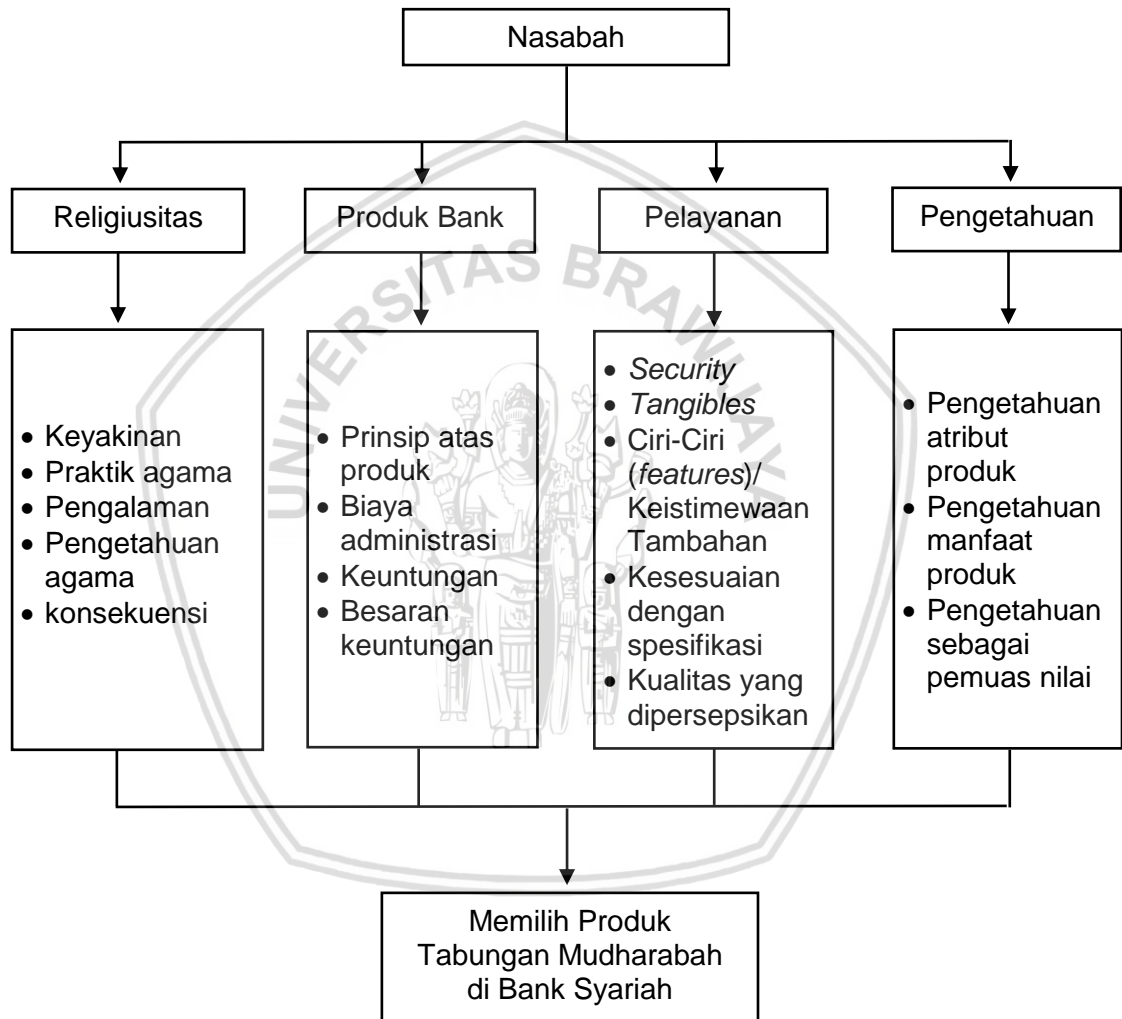 Nasabah
Religiusitas
Produk Bank
Pelayanan
Pengetahuan
• Keyakinan
• Praktik agama
• Pengalaman
• Pengetahuan
agama
• konsekuensi
• Prinsip atas
produk
• Biaya
administrasi
• Keuntungan
• Besaran
keuntungan
• Security
• Tangibles
• Ciri-Ciri
(features)/
Keistimewaan
Tambahan
• Kesesuaian
dengan
spesifikasi
• Kualitas yang
dipersepsikan
• Pengetahuan
atribut
produk
• Pengetahuan
manfaat
produk
• Pengetahuan
sebagai
pemuas nilai
Memilih Produk
Tabungan Mudharabah
di Bank Syariah
UNIVERSITAS BRAWIJAYA